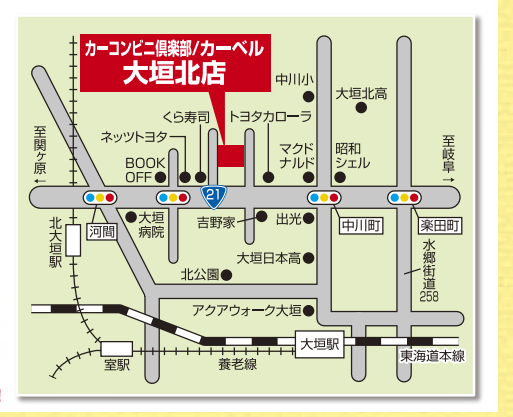 カーコンビニ倶楽部/カーベル
大垣北店
中川小
大垣北高
くら寿司
トヨタカローラ
ネッツトヨタ
BOOK
OFF
マクド
ナルド
昭和
シェル
至関ヶ原
←
至岐阜
→
21
河間
大垣
病院
吉野家
出光
中川町
楽田町
北大垣駅
大垣日本高
水郷街道
258
北公園
アクアウォーク大垣
大垣駅
東海道本線
室駅
養老線
!